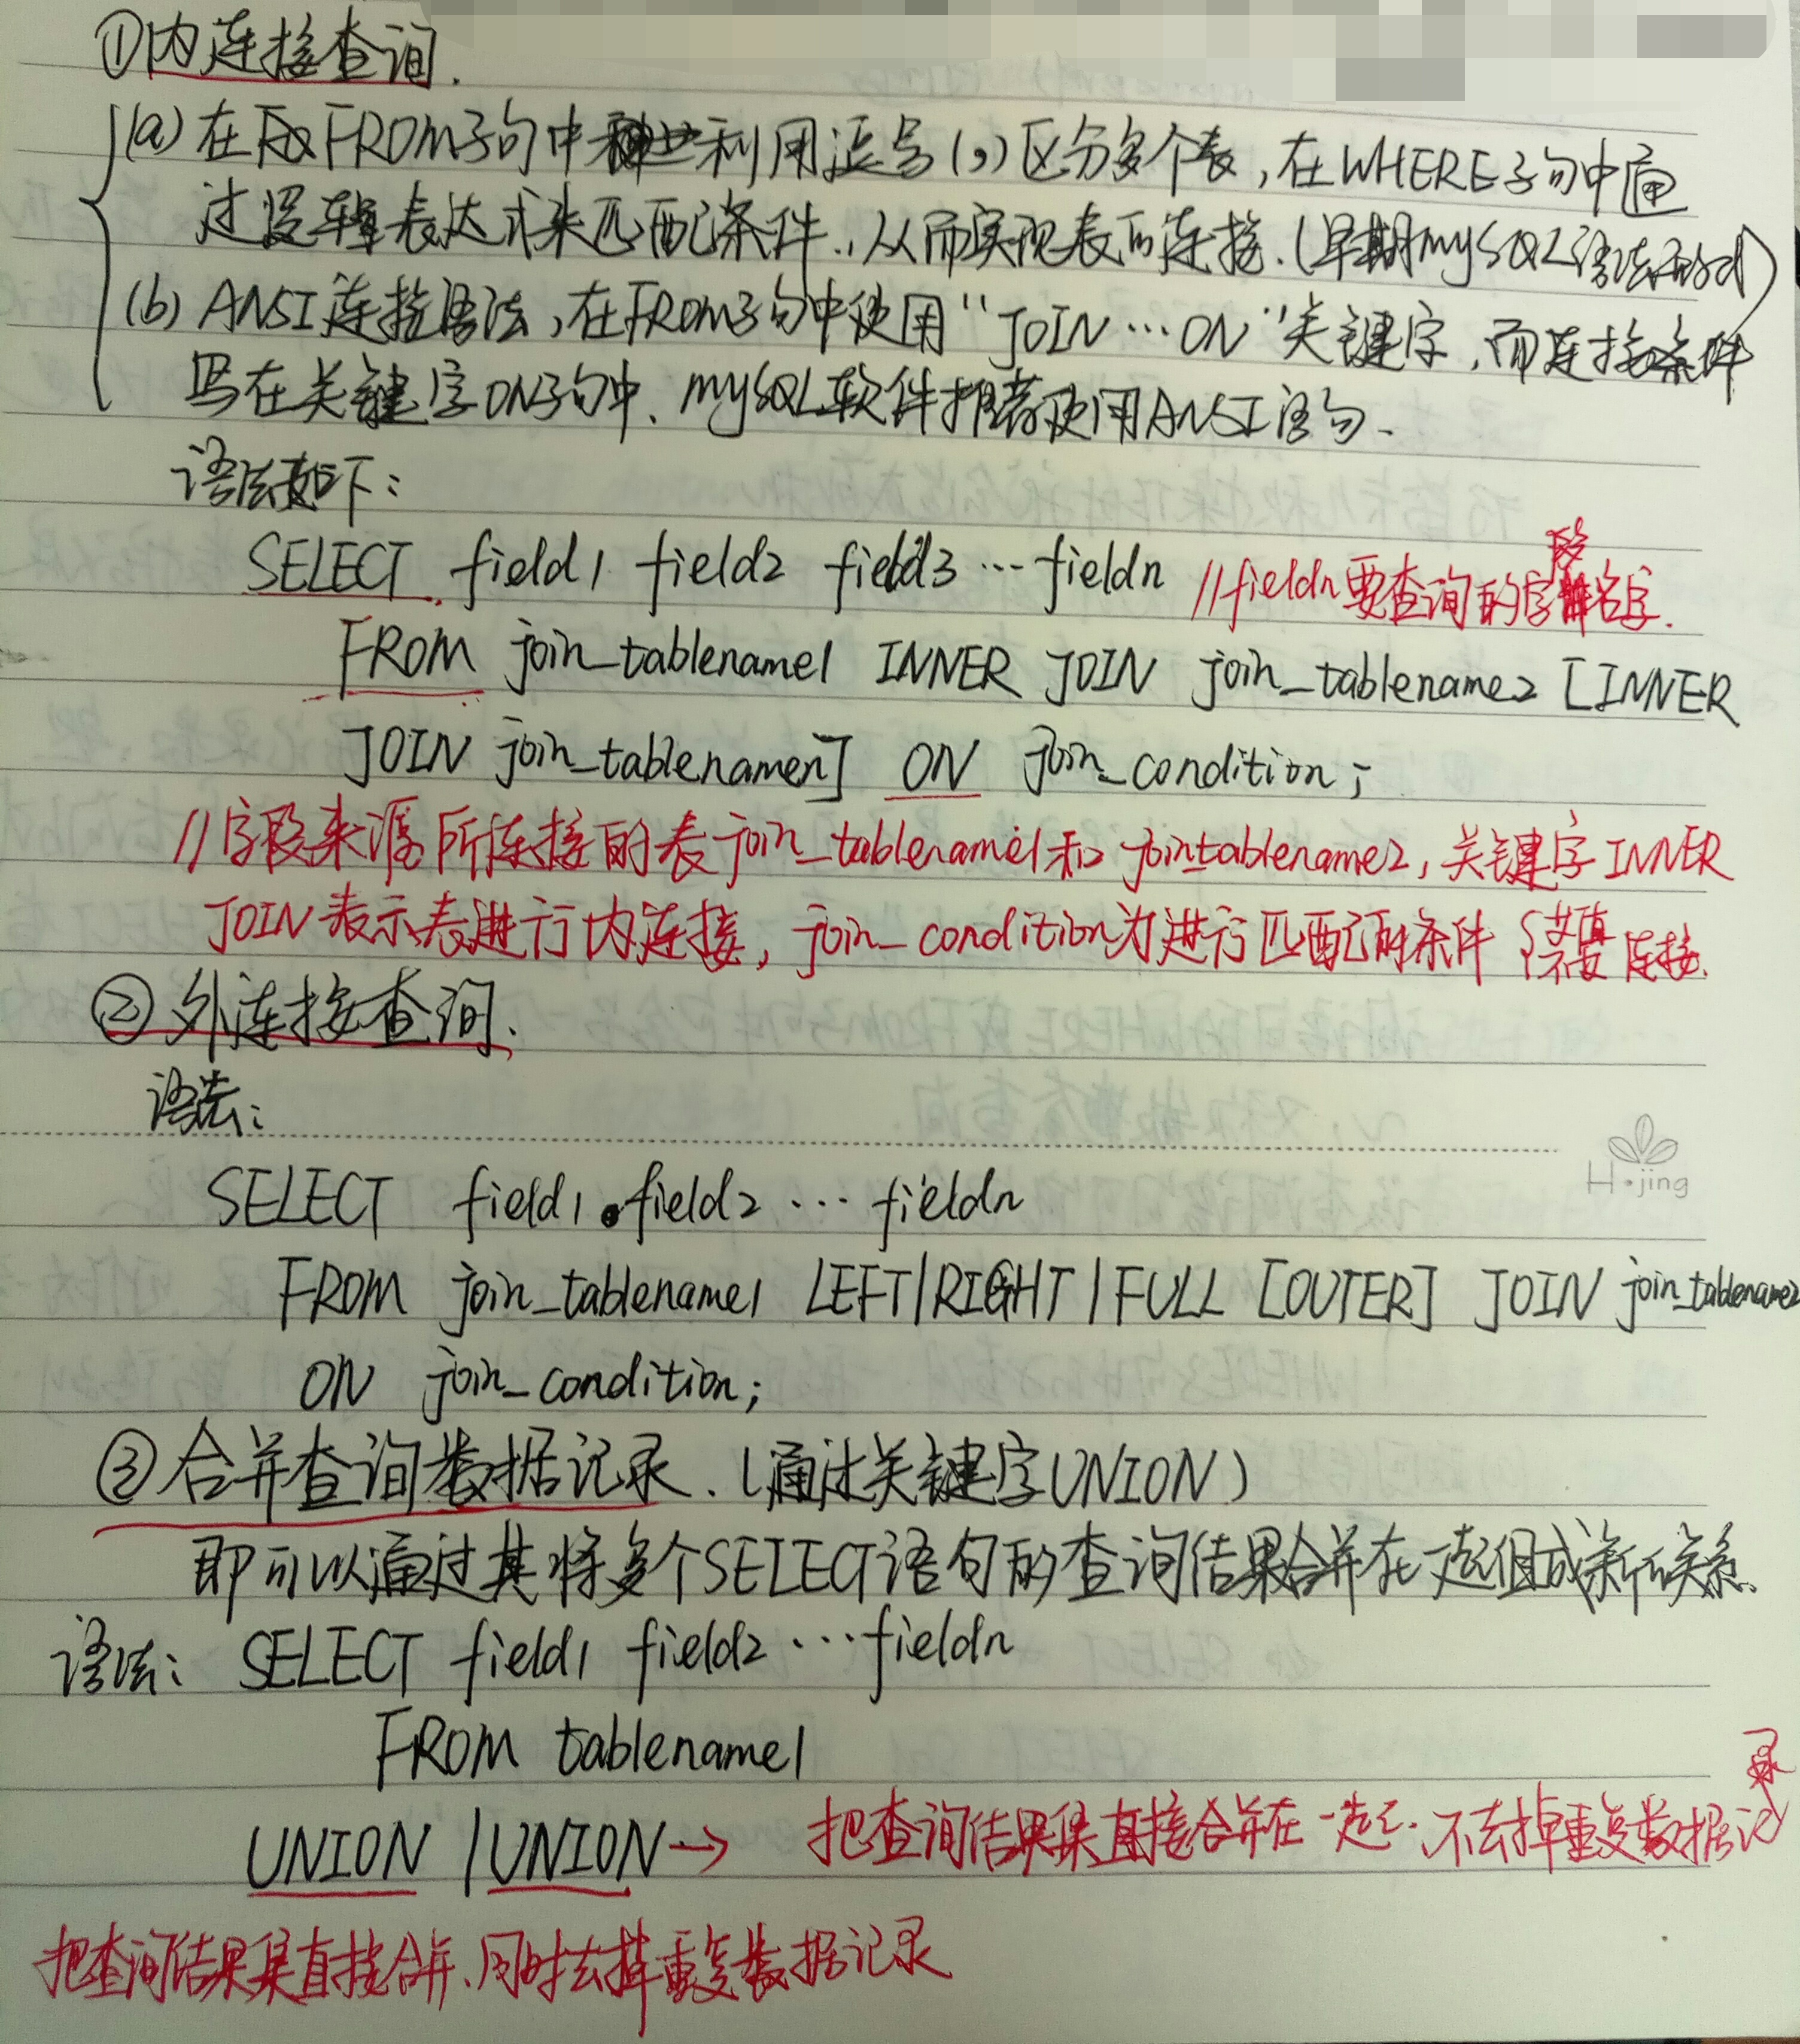 ①内连接查询.
(a) 在FROM子句中利用逗号(,)区分多个表,在WHERE子句中通
过逻辑表达式来匹配条件.,从而实现表的连接.(早期mySQL语法形式)
(b) ANSI连接语法,在FROM子句中使用"JOIN…ON"关键字,而连接条件
写在关键字ON子句中、mySQL软件推荐使用ANSI语句、
语法如下:
SELECT field1 field2 field3 … fieldn //fieldn要查询的字段名字.
FROM join_tablename1 INNER JOIN join_tablename2 [INNER
JOIN join_tablenamen] ON join_condition;
//字段来源所连接的表join_tablename1和jointablename2,关键字INNER
JOIN表示表进行内连接,join_condition为进行匹配的条件 {等值 不等 连接.
②外连接查询.
语法:
SELECT field1 field2 … fieldn
FROM join_tablename1 LEFT|RIGHT|FULL [OUTER] JOIN join_tablename2
ON join_condition;
H·jing
③合并查询数据记录.(通过关键字UNION)
即可以通过其将多个SELECT语句的查询结果合并在一起组成新的关系、
语法: SELECT field1 field2 … fieldn
FROM tablename1
UNION |UNION→ 把查询结果集直接合并在一起.不去掉重复数据记录
把查询结果集直接合并、同时去掉重复数据记录